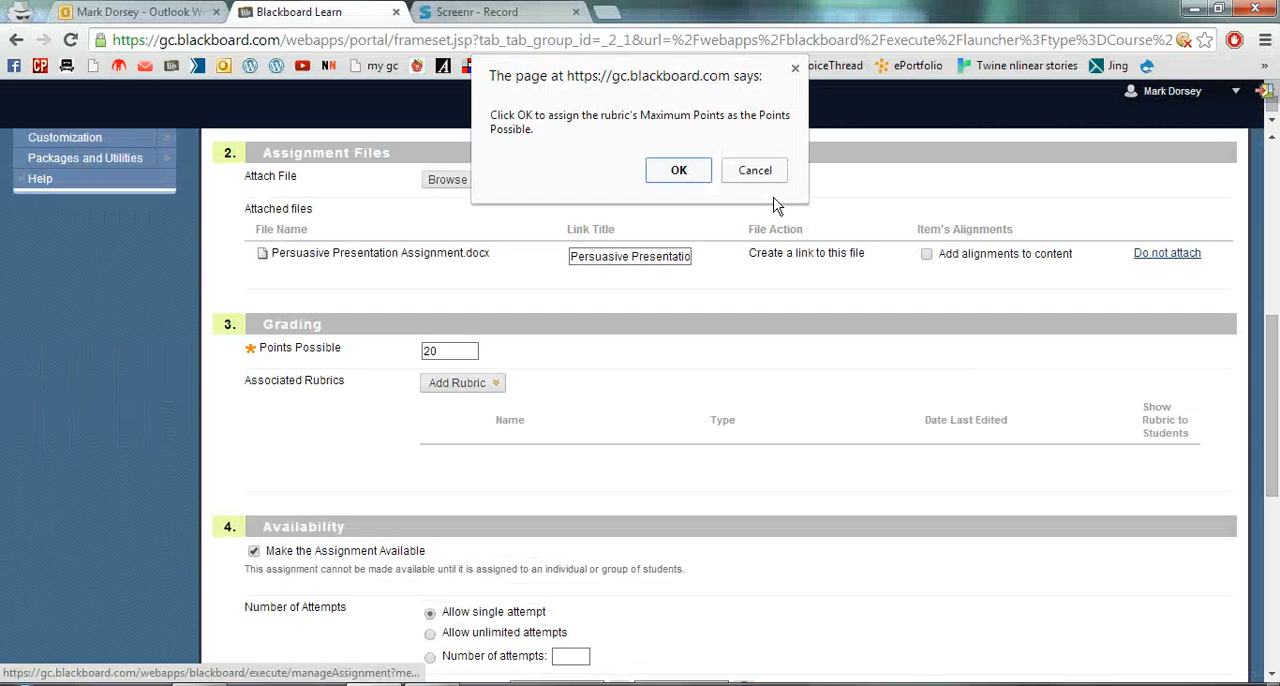 Mark Dorsey - Outlook W
Blackboard Learn
Screenr - Record
https://gc.blackboard.com/webapps/portal/frameset.jsp?tab_tab_group_id=_2_1&url=%2Fwebapps%2Fblackboard%2Fexecute%2Flauncher%3Ftype%3DCourse%2
my gc
oiceThread
ePortfolio
Twine nlinear stories
Jing
The page at https://gc.blackboard.com says:
Click OK to assign the rubric's Maximum Points as the Points
Possible.
OK
Cancel
Mark Dorsey
Customization
Packages and Utilities
Help
2. Assignment Files
Attach File
Browse
Attached files
File Name
Link Title
File Action
Item's Alignments
Persuasive Presentation Assignment.docx
Persuasive Presentatio
Create a link to this file
Add alignments to content
Do not attach
3. Grading
Points Possible
20
Associated Rubrics
Add Rubric
Name
Type
Date Last Edited
Show
Rubric to
Students
4. Availability
Make the Assignment Available
This assignment cannot be made available until it is assigned to an individual or group of students.
Number of Attempts
Allow single attempt
Allow unlimited attempts
Number of attempts:
https://gc.blackboard.com/webapps/blackboard/execute/manageAssignment?me...